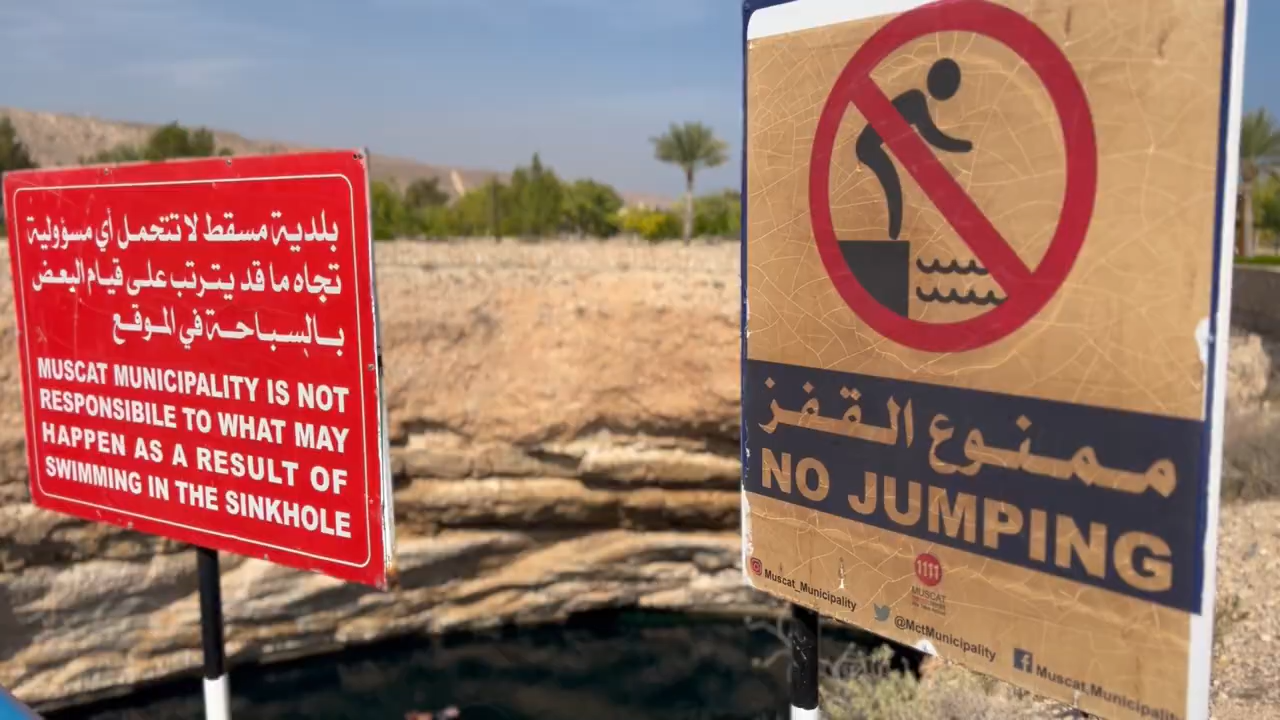 بلدية مسقط لا تتحمل أي مسؤولية
تجاه ما قد يترتب على قيام البعض
بالسباحة في الموقع
MUSCAT MUNICIPALITY IS NOT
RESPONSIBILE TO WHAT MAY
HAPPEN AS A RESULT OF
SWIMMING IN THE SINKHOLE
ممنوع القفز
NO JUMPING
1111
MUSCAT
Muscat_Municipality
@MctMunicipality
Muscat.Municipality